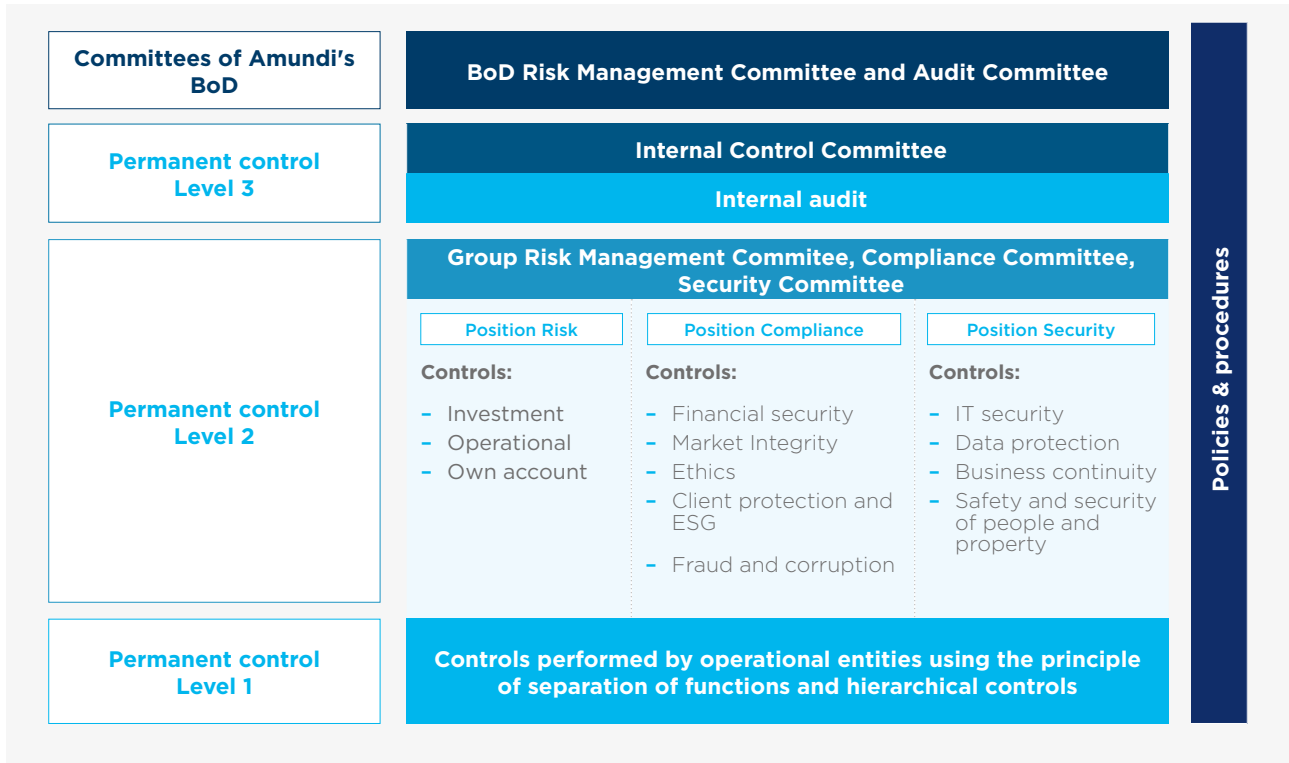 Committees of Amundi's
BoD
BoD Risk Management Committee and Audit Committee
Permanent control
Level 3
Internal Control Committee
Internal audit
Permanent control
Level 2
Group Risk Management Commitee, Compliance Committee,
Security Committee
Position Risk
Controls:
– Investment
– Operational
– Own account
Position Compliance
Controls:
– Financial security
– Market Integrity
– Ethics
– Client protection and
ESG
– Fraud and corruption
Position Security
Controls:
– IT security
– Data protection
– Business continuity
– Safety and security
of people and
property
Permanent control
Level 1
Controls performed by operational entities using the principle
of separation of functions and hierarchical controls
Policies & procedures